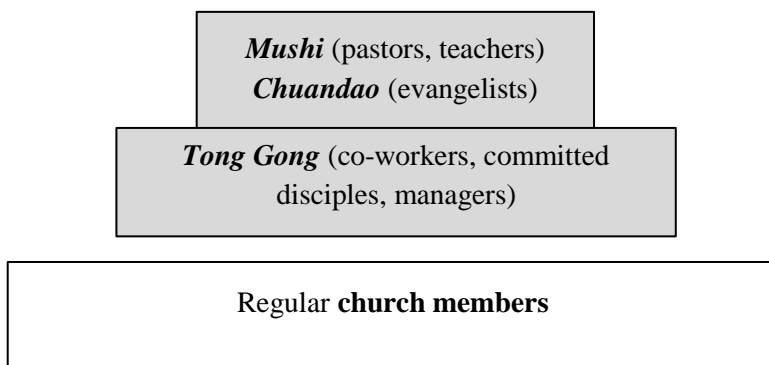 Mushi (pastors, teachers)
Chuandao (evangelists)
Tong Gong (co-workers, committed
disciples, managers)
Regular church members